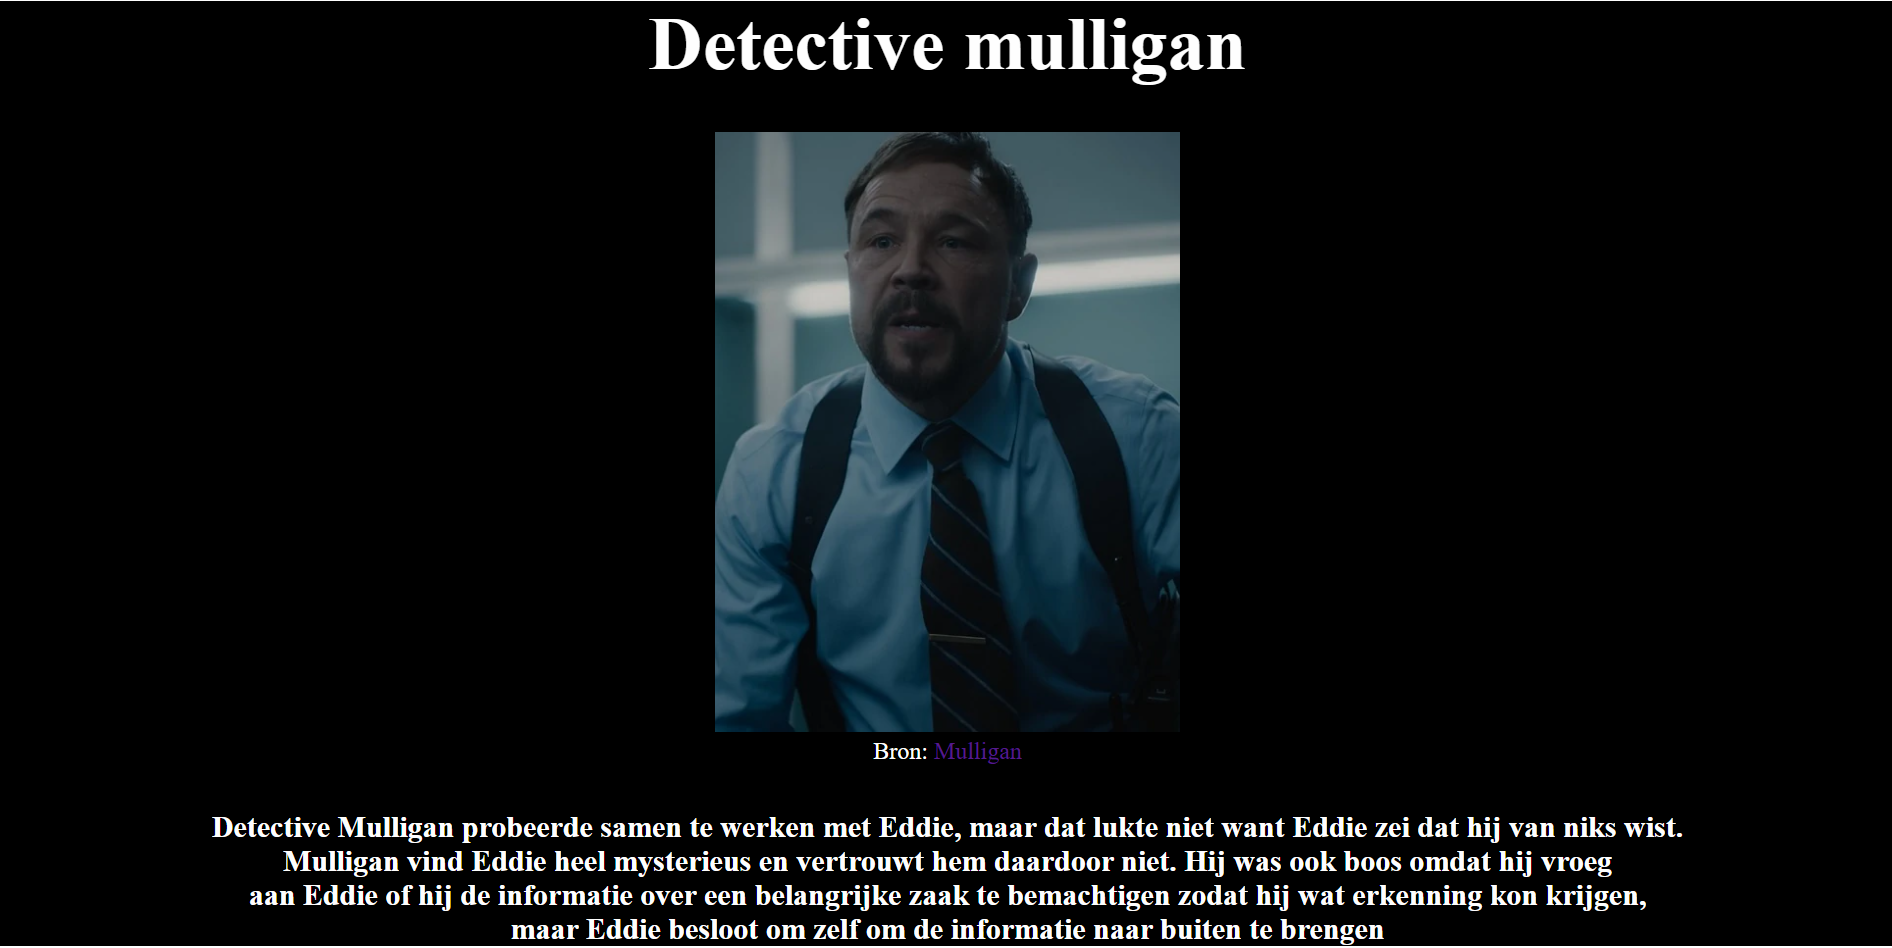 Detective mulligan
Bron: Mulligan
Detective Mulligan probeerde samen te werken met Eddie, maar dat lukte niet want Eddie zei dat hij van niks wist.
Mulligan vind Eddie heel mysterieus en vertrouwt hem daardoor niet. Hij was ook boos omdat hij vroeg
aan Eddie of hij de informatie over een belangrijke zaak te bemachtigen zodat hij wat erkenning kon krijgen,
maar Eddie besloot om zelf om de informatie naar buiten te brengen